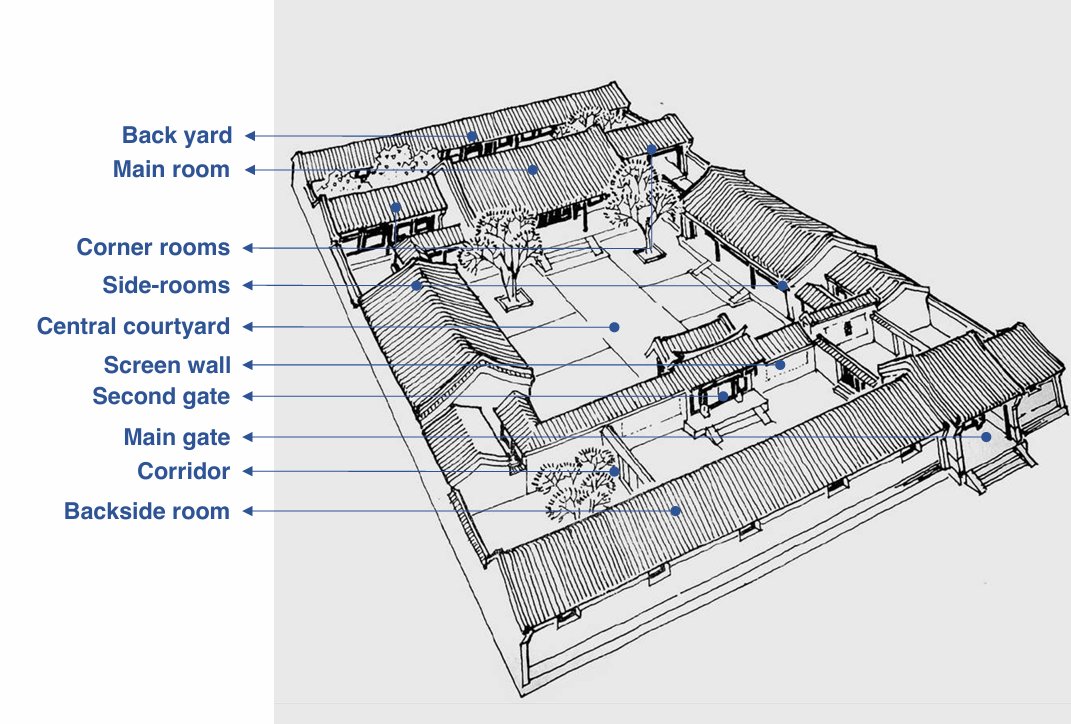 Back yard
Main room
Corner rooms
Side-rooms
Central courtyard
Screen wall
Second gate
Main gate
Corridor
Backside room